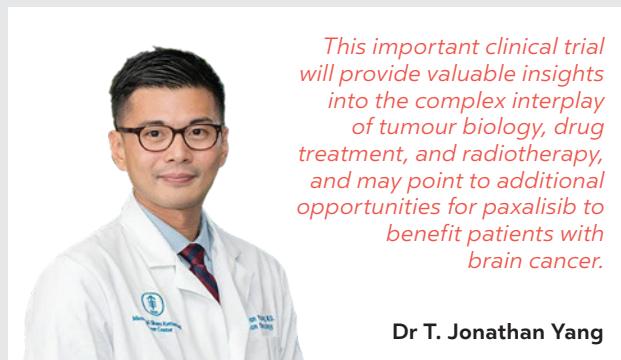 This important clinical trial
will provide valuable insights
into the complex interplay
of tumour biology, drug
treatment, and radiotherapy,
and may point to additional
opportunities for paxalisib to
benefit patients with
brain cancer.
Dr T. Jonathan Yang